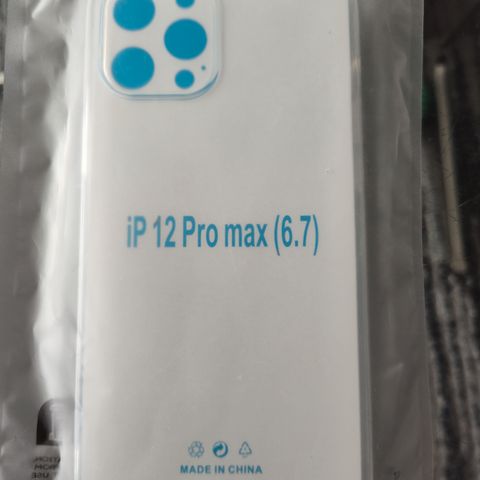 iP 12 Pro max (6.7)
MADE IN CHINA